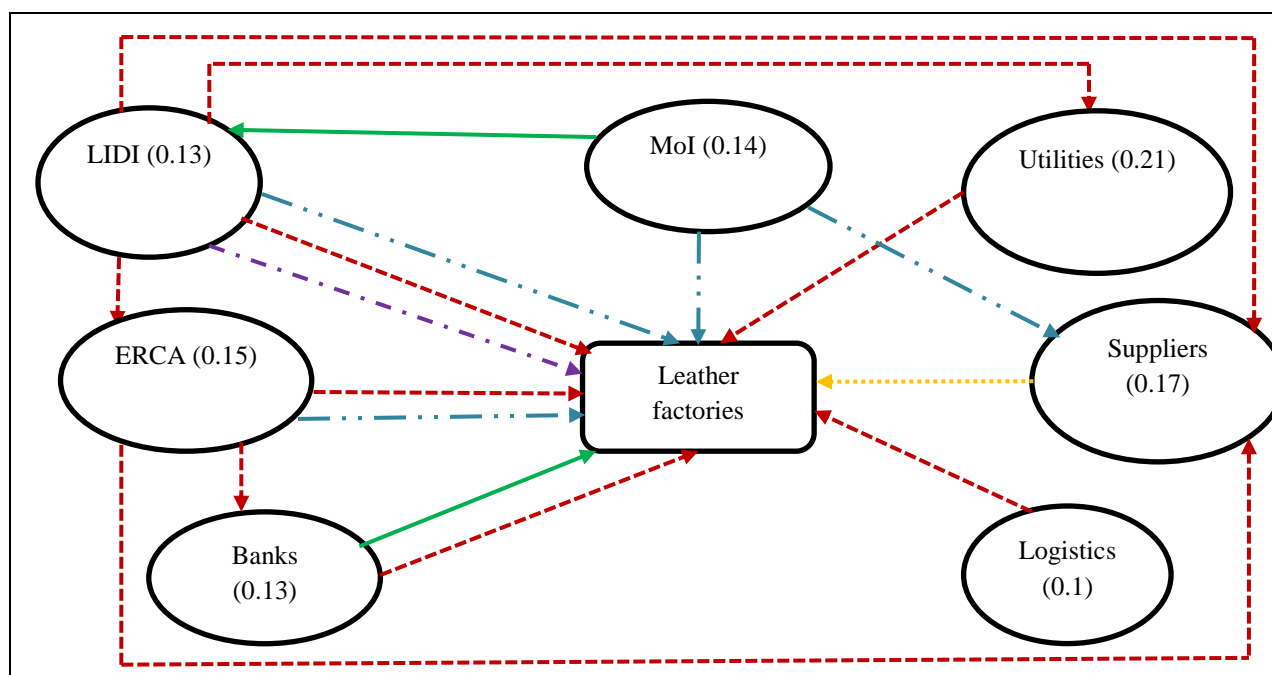 LIDI (0.13)
MoI (0.14)
Utilities (0.21)
ERCA (0.15)
Leather
factories
Suppliers
(0.17)
Banks
(0.13)
Logistics
(0.1)